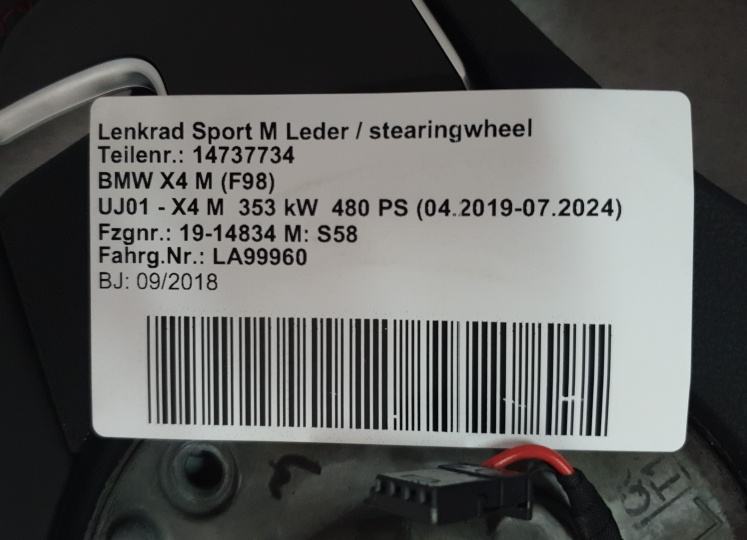 Lenkrad Sport M Leder / stearingwheel
Teilenr.: 14737734
BMW X4 M (F98)
UJ01 - X4 M 353 kW 480 PS (04.2019-07.2024)
Fzgnr.: 19-14834 M: S58
Fahrg.Nr.: LA99960
BJ: 09/2018